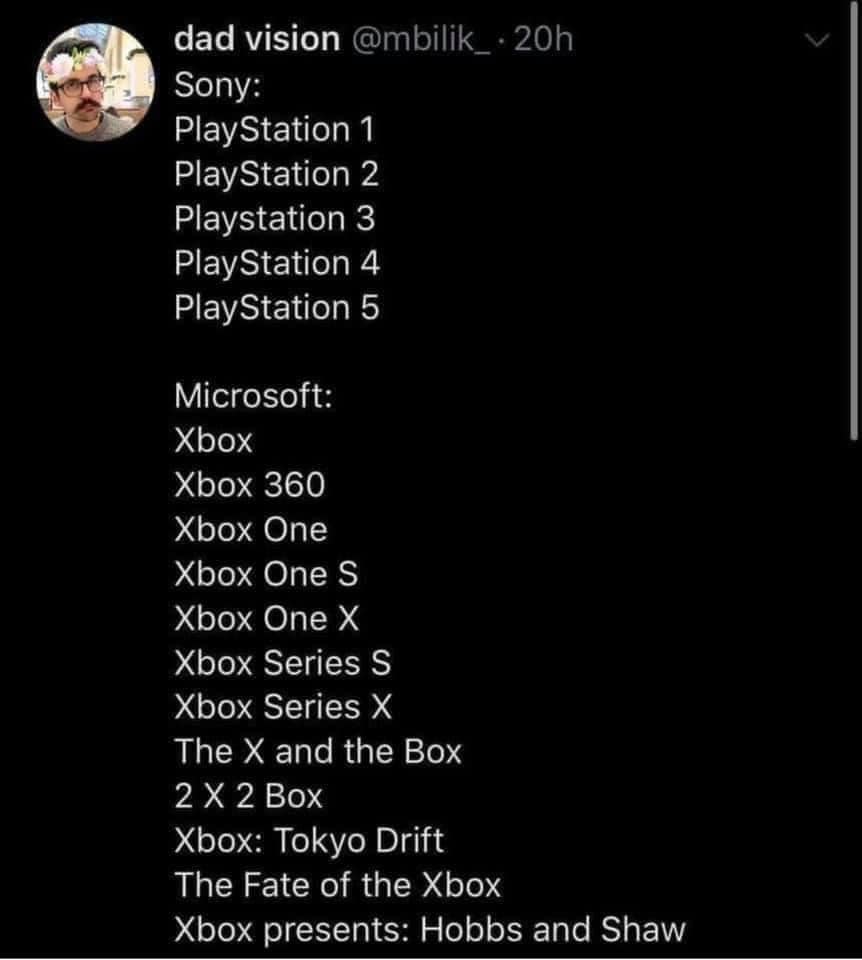 dad vision @mbilik_ · 20h
Sony:
PlayStation 1
PlayStation 2
Playstation 3
PlayStation 4
PlayStation 5
Microsoft:
Xbox
Xbox 360
Xbox One
Xbox One S
Xbox One X
Xbox Series S
Xbox Series X
The X and the Box
2 X 2 Box
Xbox: Tokyo Drift
The Fate of the Xbox
Xbox presents: Hobbs and Shaw